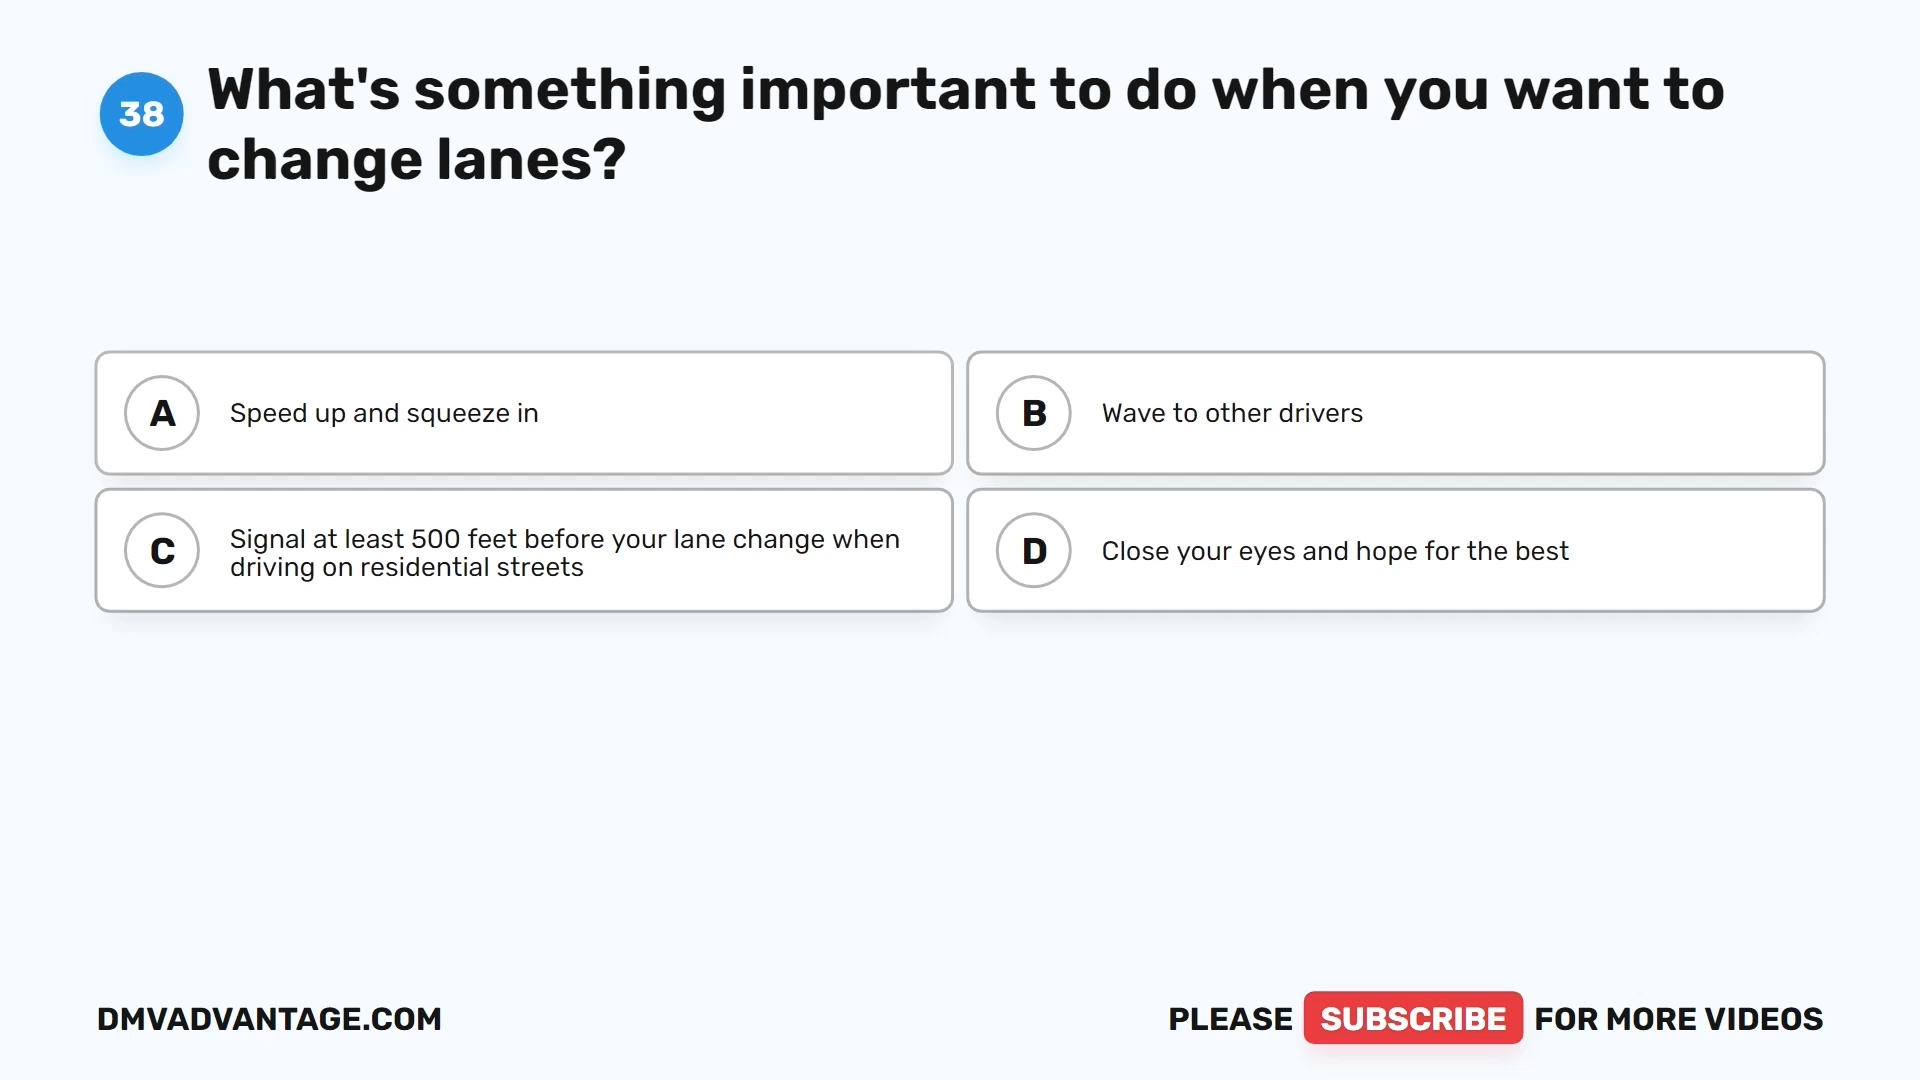 38
What's something important to do when you want to
change lanes?
A
Speed up and squeeze in
B
Wave to other drivers
C
Signal at least 500 feet before your lane change when
driving on residential streets
D
Close your eyes and hope for the best
DMVADVANTAGE.COM
PLEASE SUBSCRIBE FOR MORE VIDEOS